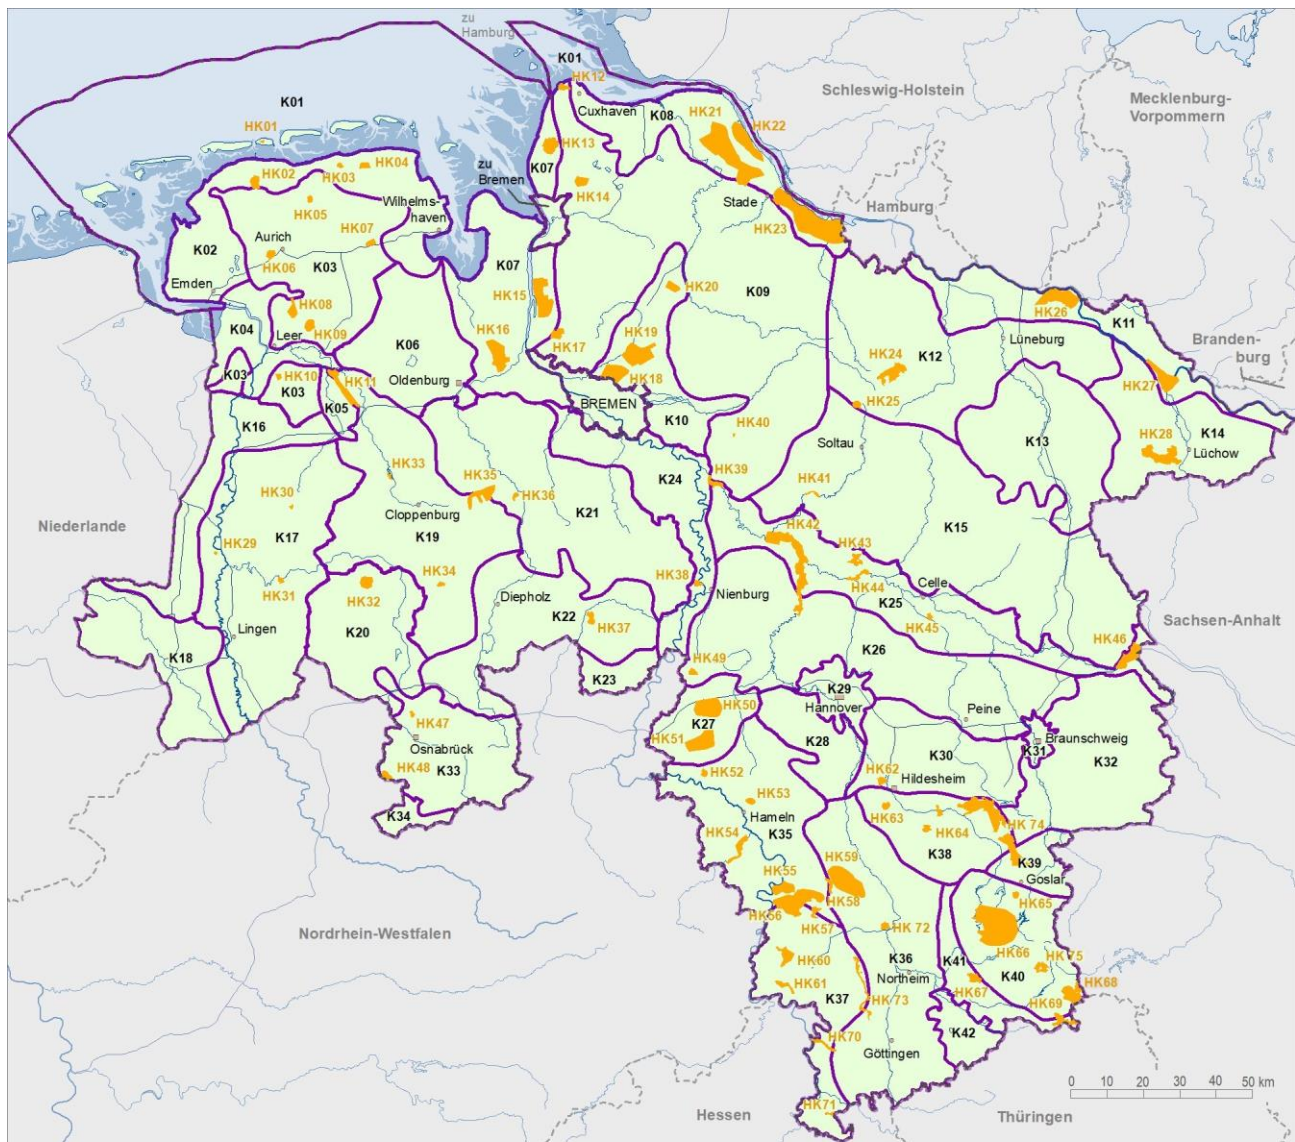 zu
Hamburg
K01
HK12
Cuxhaven
K08
HK21
HK22
Schleswig-Holstein
Mecklenburg-
Vorpommern
K01
HK01
HK13
K07
zu
Bremen
HK14
HK02
HK03
HK04
HK05
Wilhelms-
haven
Stade
HK23
Hamburg
K02
Aurich
HK07
HK06
K03
K07
Emden
HK08
HK15
HK20
K09
K04
Leer
HK09
HK16
HK17
HK19
HK18
K06
Oldenburg
HK26
K11
Lüneburg
Branden-
burg
HK24
K12
HK27
K03
HK10
K03
HK11
K05
BREMEN
K10
HK25
K16
HK40
Soltau
K13
HK28
K14
Lüchow
HK33
HK35
HK36
K24
HK39
HK41
Niederlande
HK30
Cloppenburg
K21
K15
K17
K19
HK42
HK29
HK43
HK31
HK32
HK34
HK38
Nienburg
HK44
Celle
Diepholz
K22
K25
HK45
Sachsen-Anhalt
Lingen
K20
HK37
K26
HK46
K18
K23
HK49
K29
Hannover
HK47
Osnabrück
HK50
K27
Peine
HK51
K28
K30
Braunschweig
K31
K32
HK48
K33
HK52
HK62
Hildesheim
K34
HK53
Hameln
HK63
HK64
HK 74
K35
HK54
K38
K39
Goslar
HK59
HK55
HK58
HK65
HK56
HK57
HK 72
HK66
Nordrhein-Westfalen
HK60
K36
K41
HK 75
Northeim
K40
HK61
K37
HK67
HK68
HK 73
HK69
HK70
K42
Göttingen
0 10 20 30 40 50 km
Hessen
HK71
Thüringen